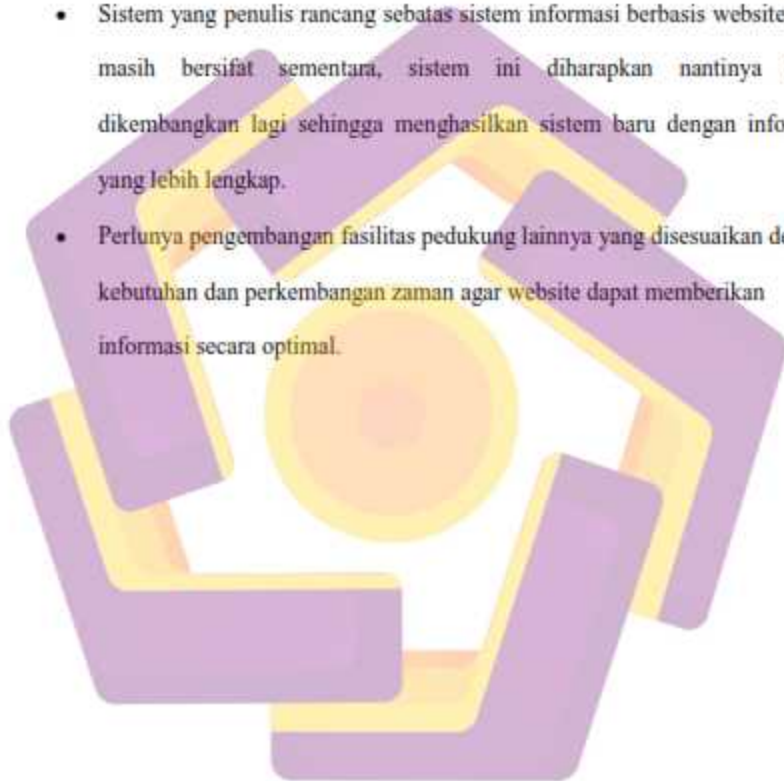 • Sistem yang penulis rancang sebatas sistem informasi berbasis website
masih bersifat sementara, sistem ini diharapkan nantinya
dikembangkan lagi sehingga menghasilkan sistem baru dengan info
yang lebih lengkap.
• Perlunya pengembangan fasilitas pedukung lainnya yang disesuaikan de
kebutuhan dan perkembangan zaman agar website dapat memberikan
informasi secara optimal.